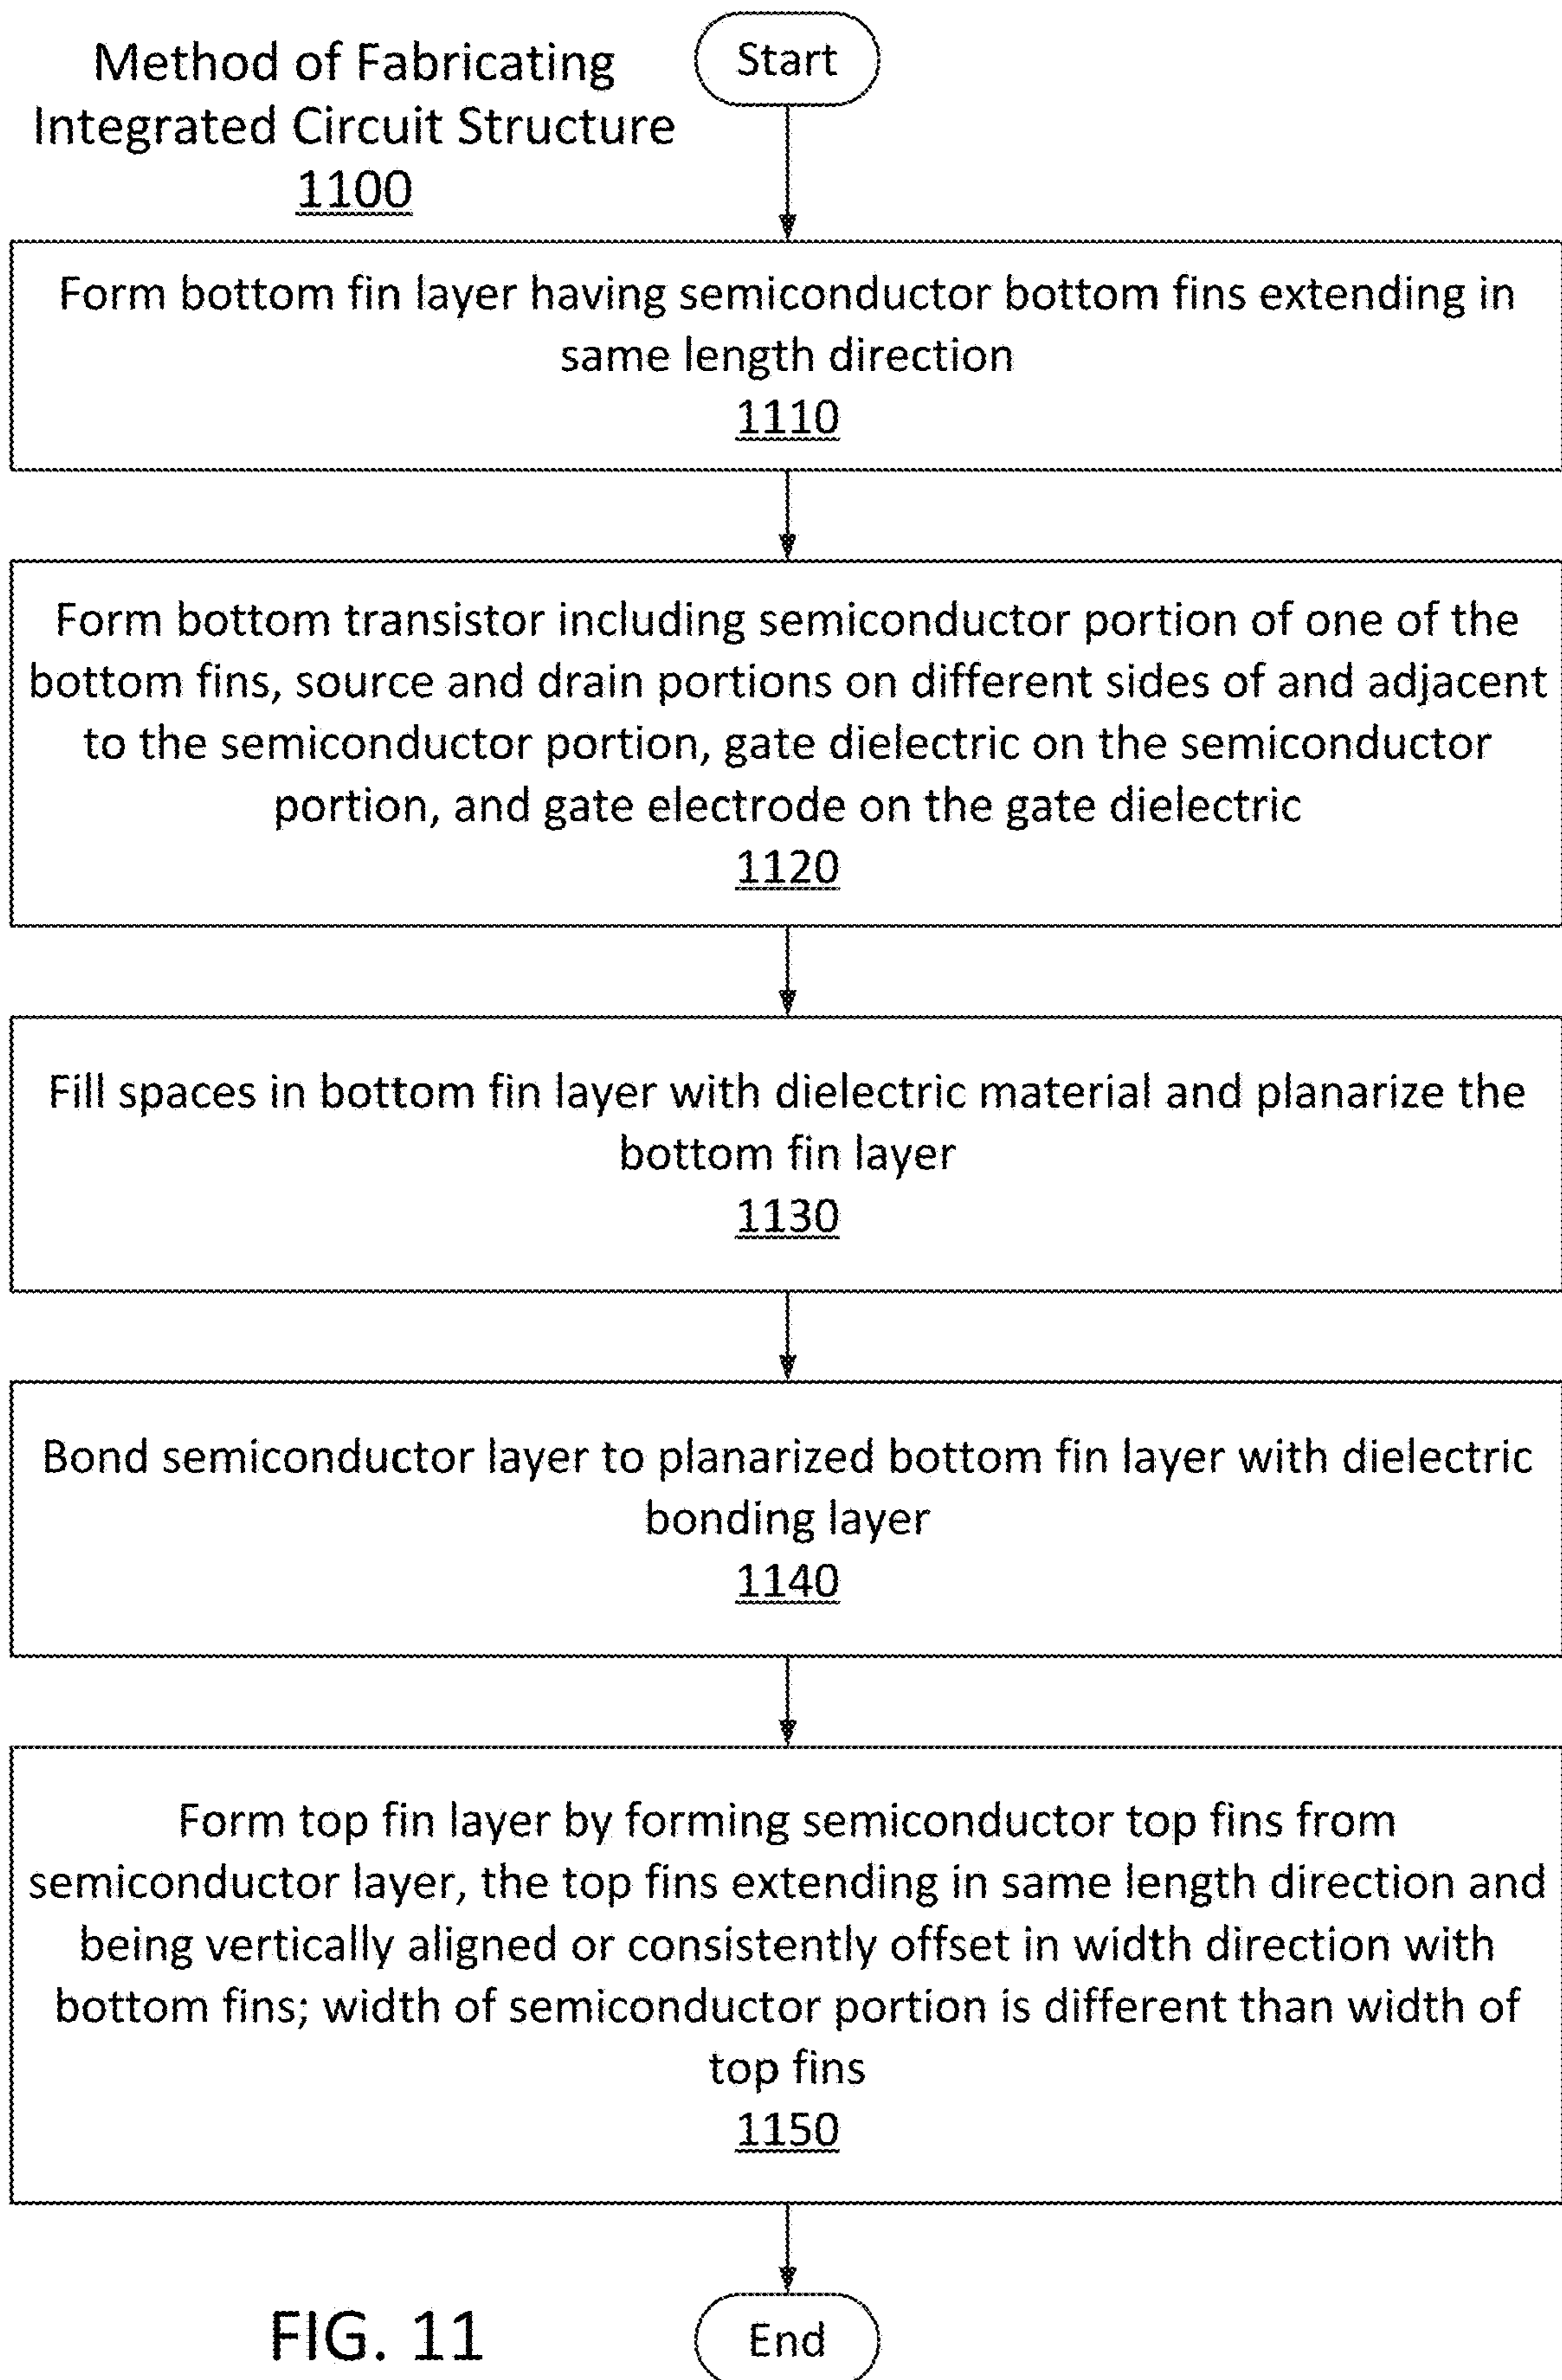 Method of Fabricating
Integrated Circuit Structure
1100
Start
Form bottom fin layer having semiconductor bottom fins extending in
same length direction
1110
Form bottom transistor including semiconductor portion of one of the
bottom fins, source and drain portions on different sides of and adjacent
to the semiconductor portion, gate dielectric on the semiconductor
portion, and gate electrode on the gate dielectric
1120
Fill spaces in bottom fin layer with dielectric material and planarize the
bottom fin layer
1130
Bond semiconductor layer to planarized bottom fin layer with dielectric
bonding layer
1140
Form top fin layer by forming semiconductor top fins from
semiconductor layer, the top fins extending in same length direction and
being vertically aligned or consistently offset in width direction with
bottom fins; width of semiconductor portion is different than width of
top fins
1150
End
FIG. 11